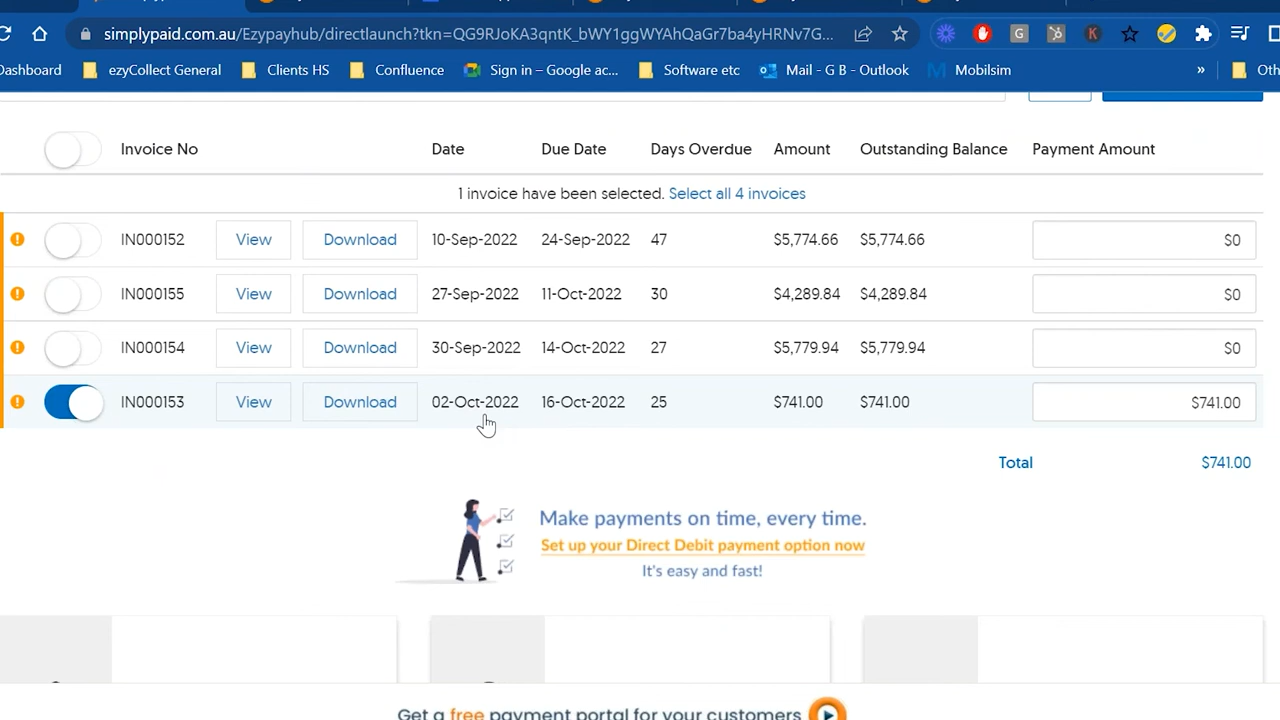 simplypaid.com.au/Ezypayhub/directlaunch?tkn=QG9RJoKA3qntK_bWY1ggWYAhQaGr7ba4yHRNv7G...
Dashboard ezyCollect General Clients HS Confluence Sign in – Google ac... Software etc Mail - G B - Outlook Mobilsim » Oth
Invoice No Date Due Date Days Overdue Amount Outstanding Balance Payment Amount
1 invoice have been selected. Select all 4 invoices
IN000152 View Download 10-Sep-2022 24-Sep-2022 47 $5,774.66 $5,774.66 $0
IN000155 View Download 27-Sep-2022 11-Oct-2022 30 $4,289.84 $4,289.84 $0
IN000154 View Download 30-Sep-2022 14-Oct-2022 27 $5,779.94 $5,779.94 $0
IN000153 View Download 02-Oct-2022 16-Oct-2022 25 $741.00 $741.00 $741.00
Total $741.00
Make payments on time, every time.
Set up your Direct Debit payment option now
It's easy and fast!
Get a free payment portal for your customers